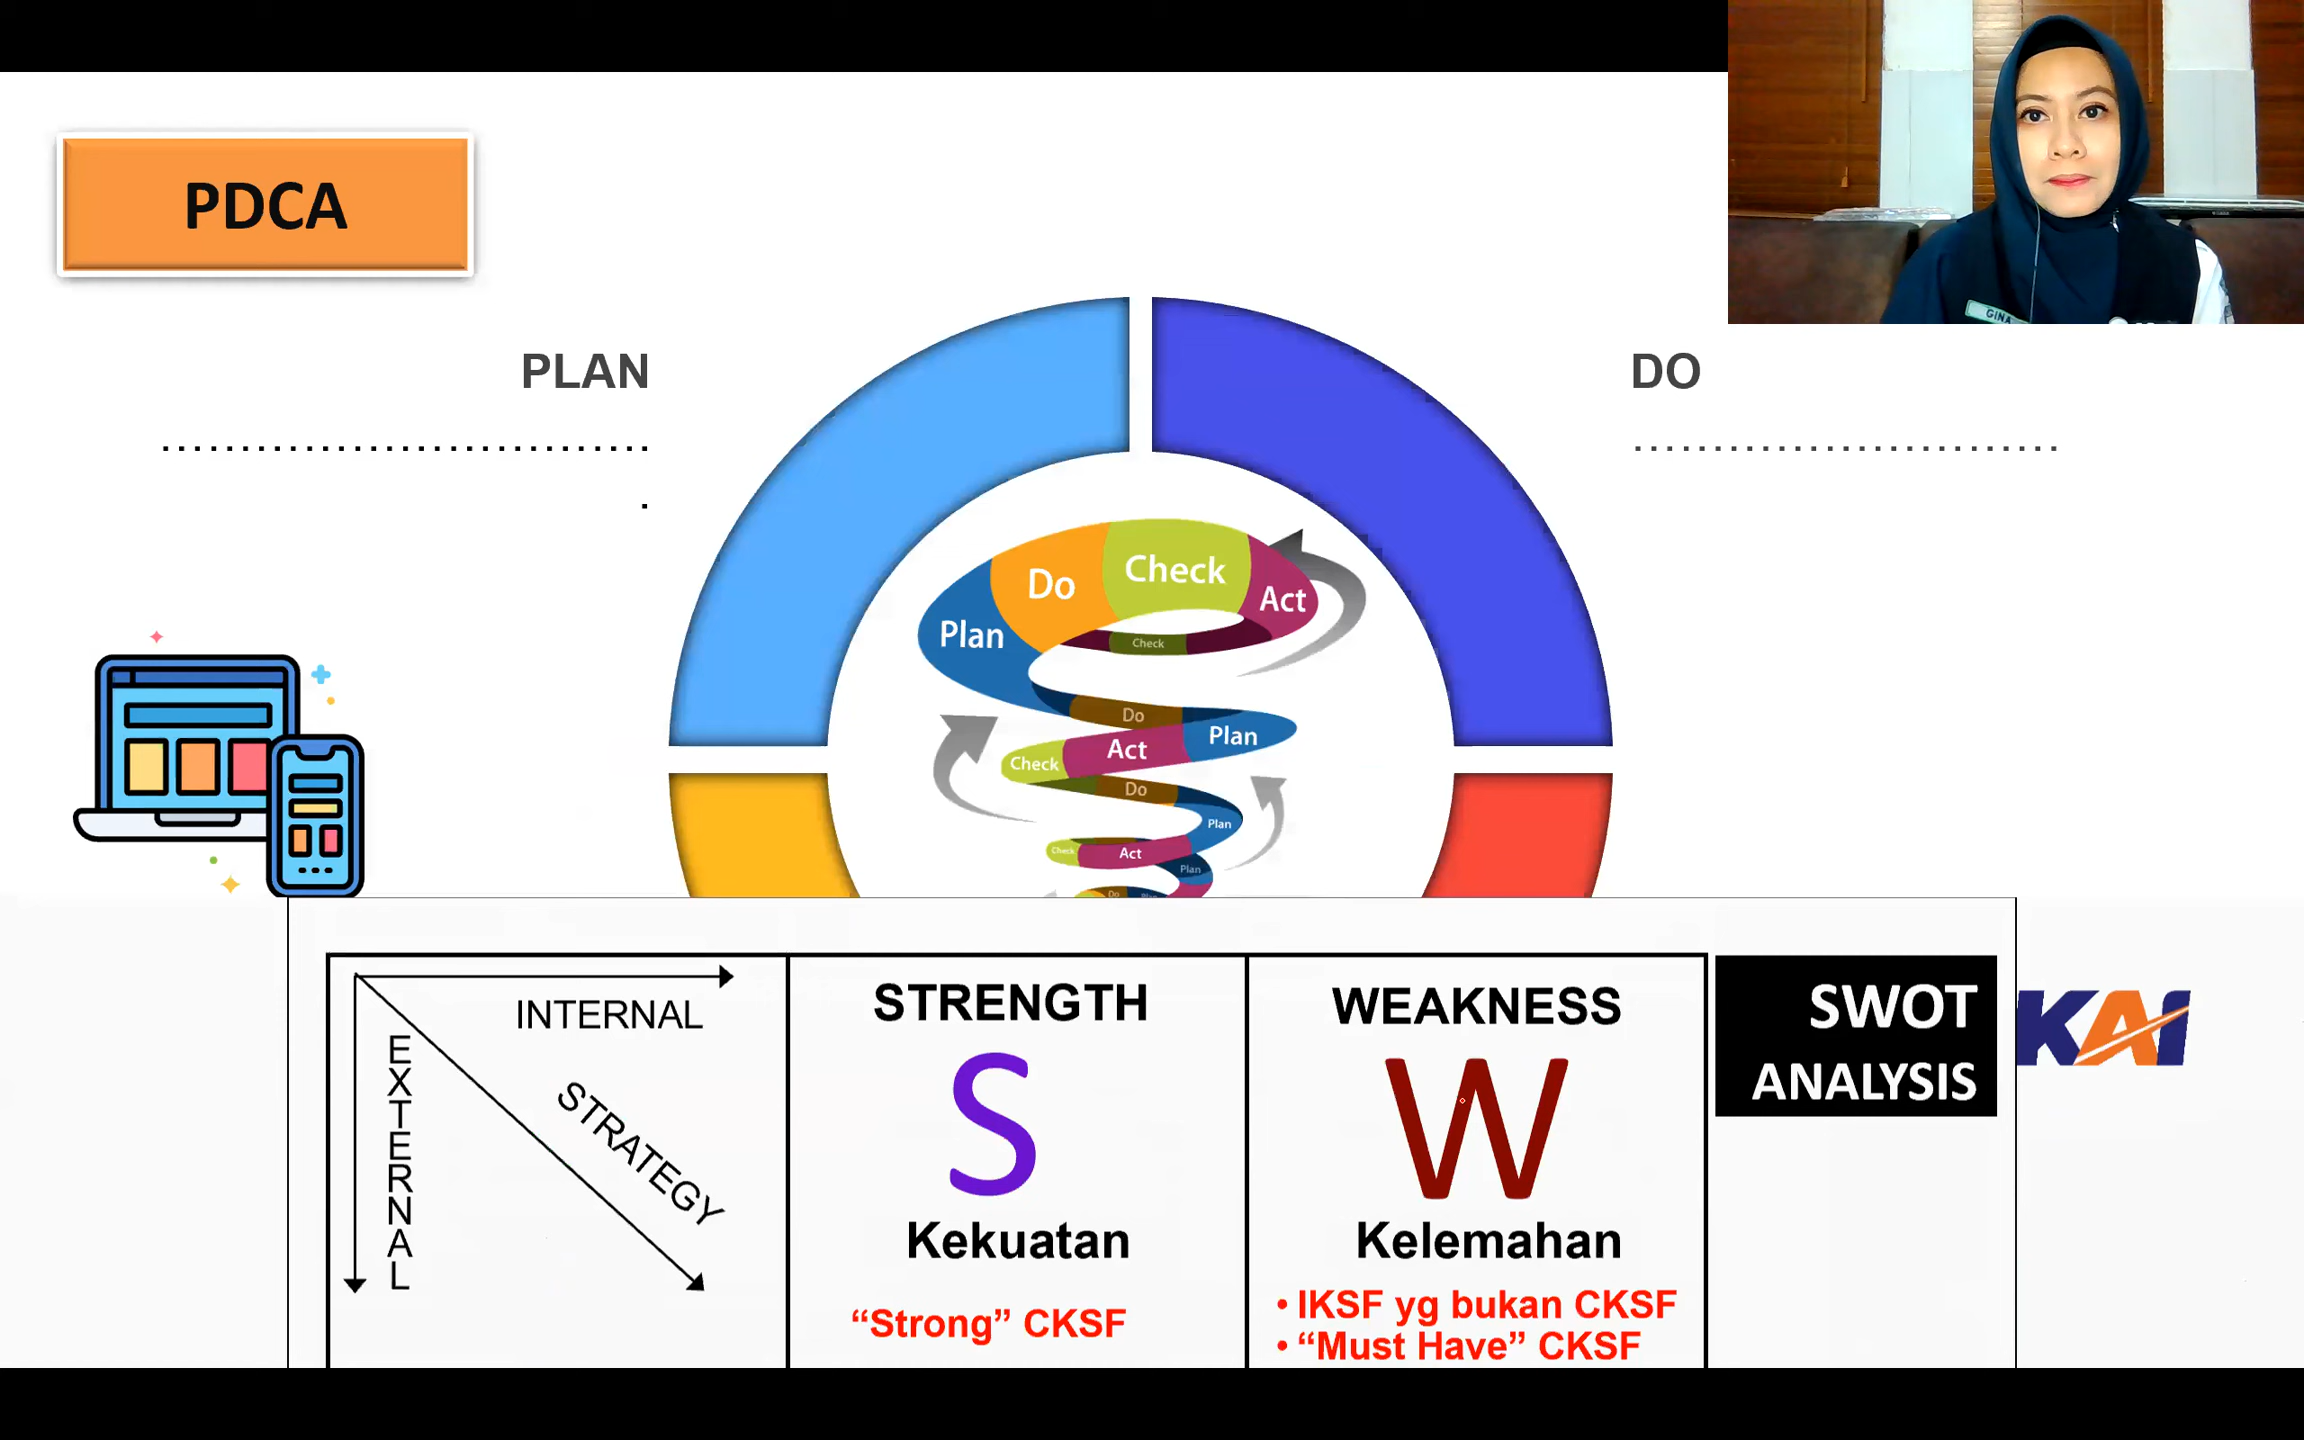 PDCA
GINA
PLAN
DO
...............................
...........................
.
Do
Check
Act
Plan
Check
Do
Act
Plan
Check
Do
Plan
Check
Act
Plan
Do
INTERNAL
EXTERNAL
STRATEGY
STRENGTH
S
Kekuatan
“Strong” CKSF
WEAKNESS
W
Kelemahan
• IKSF yg bukan CKSF
• “Must Have” CKSF
SWOT
ANALYSIS
KAI